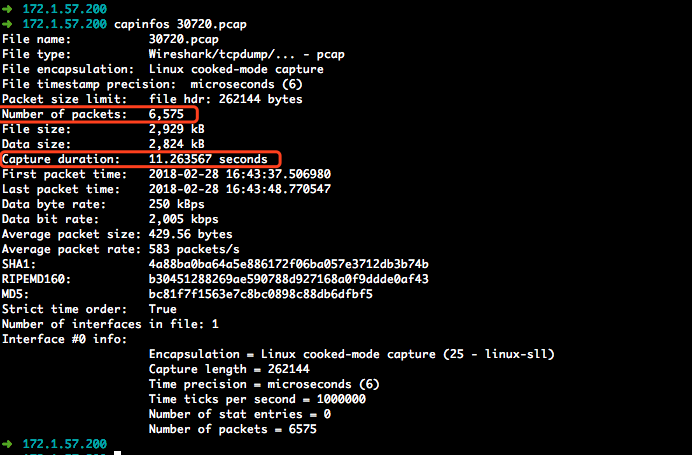 ➜ 172.1.57.200
➜ 172.1.57.200 capinfos 30720.pcap
File name: 30720.pcap
File type: Wireshark/tcpdump/... - pcap
File encapsulation: Linux cooked-mode capture
File timestamp precision: microseconds (6)
Packet size limit: file hdr: 262144 bytes
Number of packets: 6,575
File size: 2,929 kB
Data size: 2,824 kB
Capture duration: 11.263567 seconds
First packet time: 2018-02-28 16:43:37.506980
Last packet time: 2018-02-28 16:43:48.770547
Data byte rate: 250 kBps
Data bit rate: 2,005 kbps
Average packet size: 429.56 bytes
Average packet rate: 583 packets/s
SHA1: 4a88ba0ba64a5e886172f06ba057e3712db3b74b
RIPEMD160: b30451288269ae590788d927168a0f9ddde0af43
MD5: bc81f7f1563e7c8bc0898c88db6dfbf5
Strict time order: True
Number of interfaces in file: 1
Interface #0 info:
Encapsulation = Linux cooked-mode capture (25 - linux-sll)
Capture length = 262144
Time precision = microseconds (6)
Time ticks per second = 1000000
Number of stat entries = 0
Number of packets = 6575
➜ 172.1.57.200
172.1.57.200